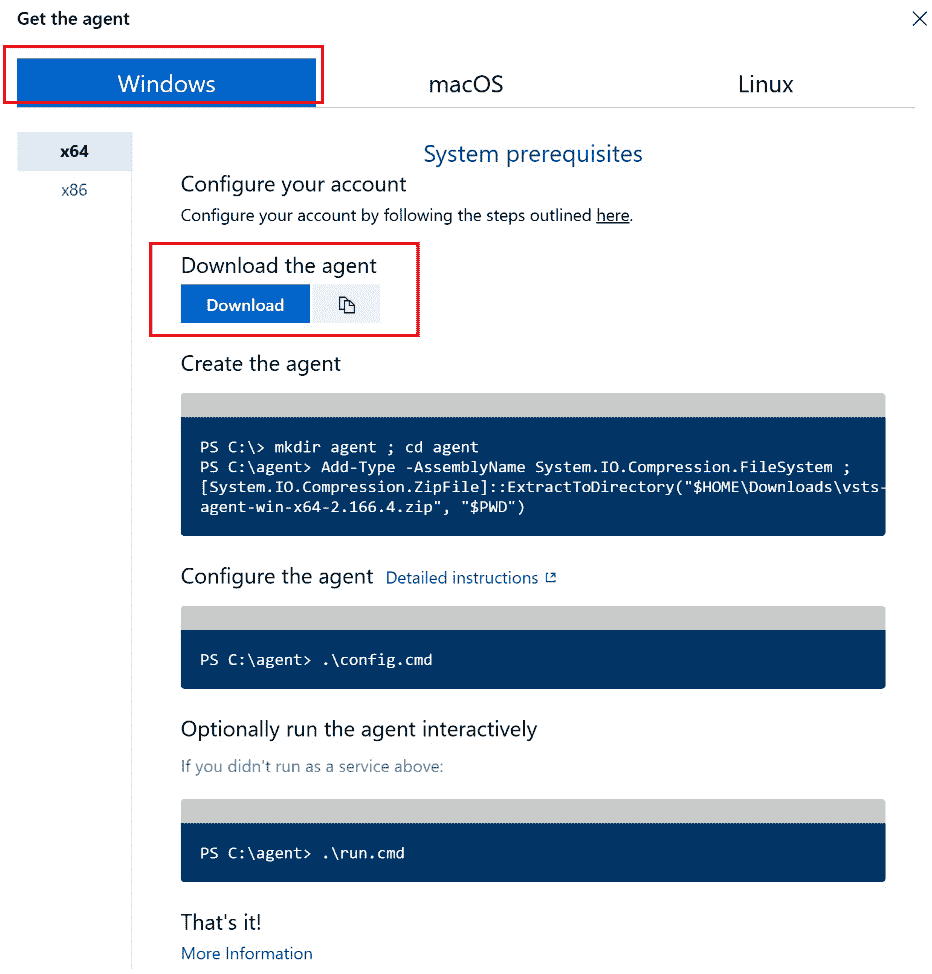 Get the agent
Windows
macOS
Linux
x64
x86
System prerequisites
Configure your account
Configure your account by following the steps outlined here.
Download the agent
Download
Create the agent
PS C:\> mkdir agent ; cd agent
PS C:\agent> Add-Type -AssemblyName System.IO.Compression.FileSystem ;
[System.IO.Compression.ZipFile]::ExtractToDirectory("$HOME\Downloads\vsts-
agent-win-x64-2.166.4.zip", "$PWD")
Configure the agent Detailed instructions
PS C:\agent> .\config.cmd
Optionally run the agent interactively
If you didn't run as a service above:
PS C:\agent> .\run.cmd
That's it!
More Information